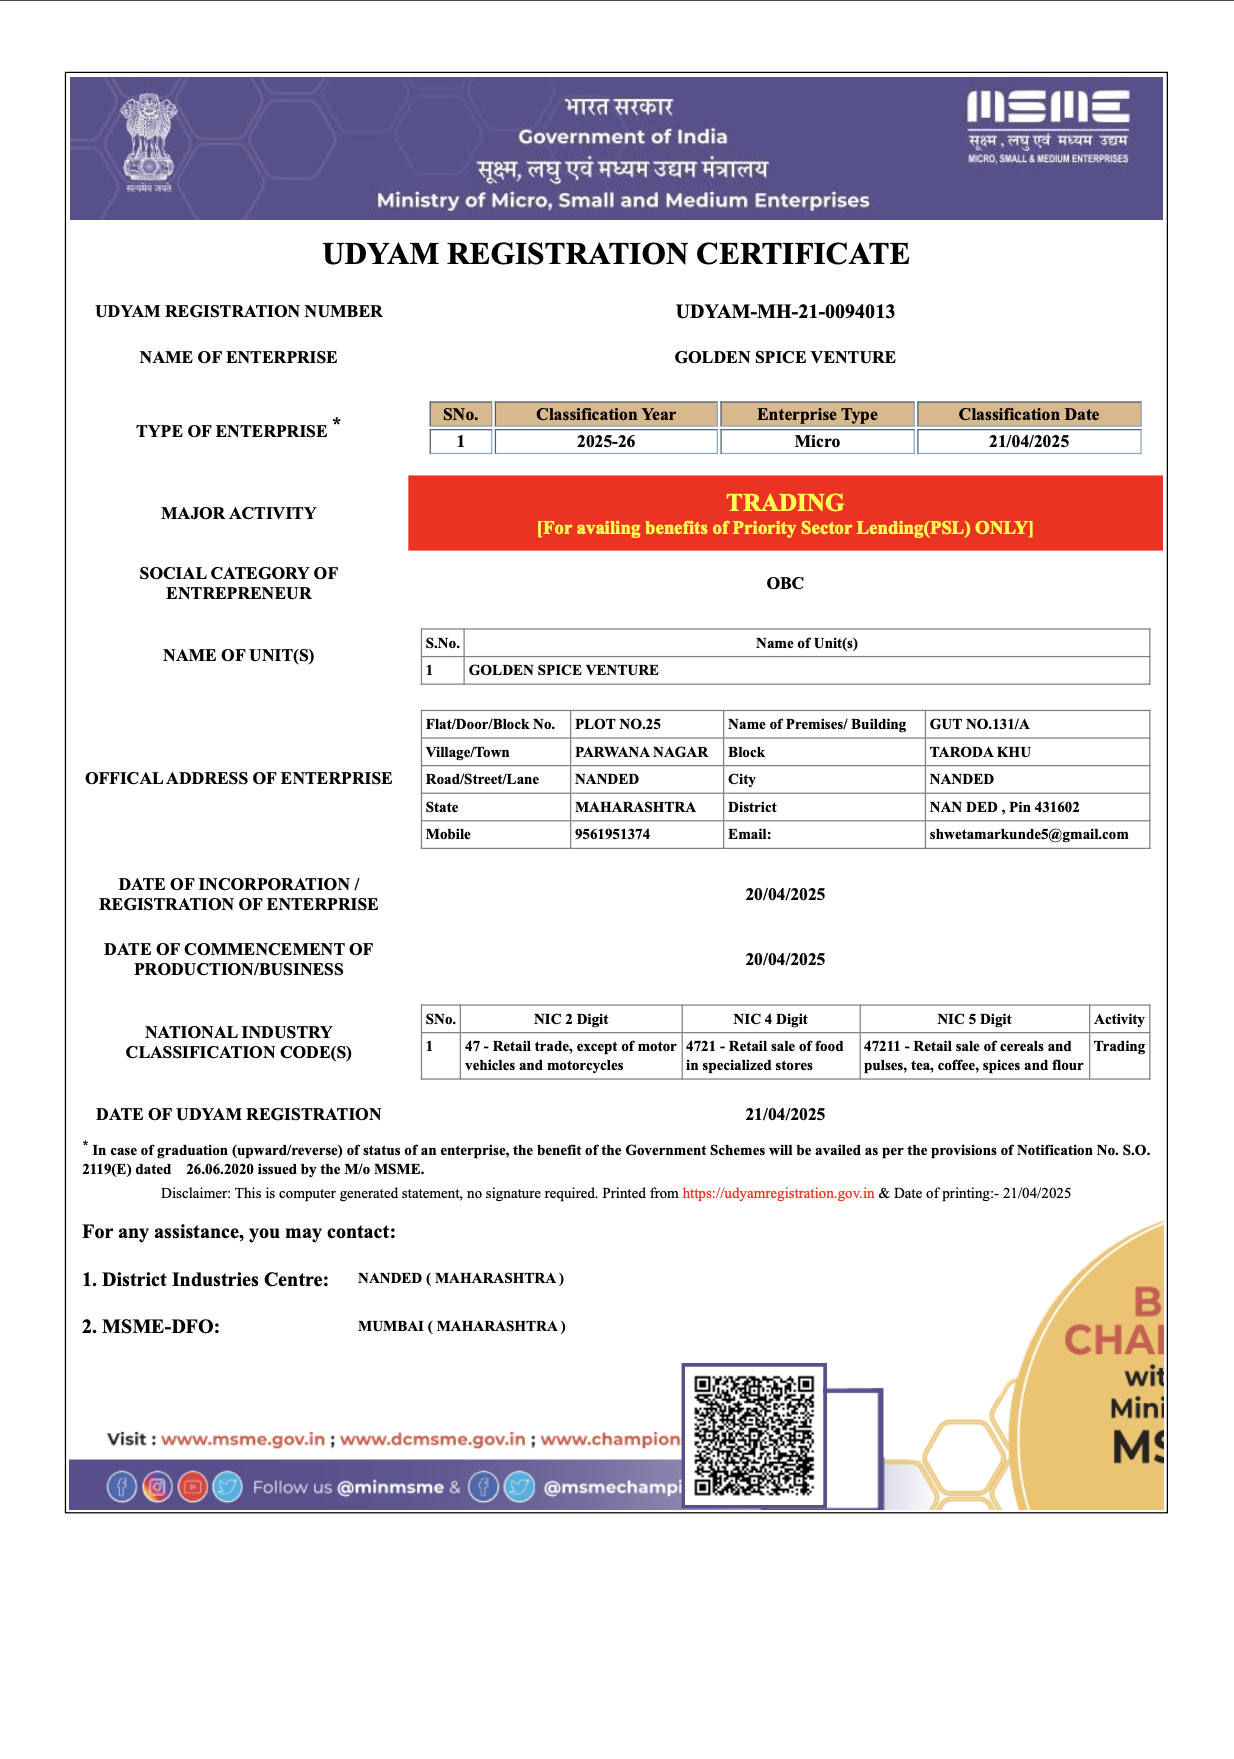 भारत सरकार
Government of India
सूक्ष्म, लघु एवं मध्यम उद्यम मंत्रालय
Ministry of Micro, Small and Medium Enterprises
सत्यमेव जयते
MSME
सूक्ष्म, लघु एवं मध्यम उद्यम
MICRO, SMALL & MEDIUM ENTERPRISES
UDYAM REGISTRATION CERTIFICATE
UDYAM REGISTRATION NUMBER UDYAM-MH-21-0094013
NAME OF ENTERPRISE GOLDEN SPICE VENTURE
TYPE OF ENTERPRISE *
SNo. Classification Year Enterprise Type Classification Date
1 2025-26 Micro 21/04/2025
MAJOR ACTIVITY
TRADING
[For availing benefits of Priority Sector Lending(PSL) ONLY]
SOCIAL CATEGORY OF
ENTREPRENEUR
OBC
NAME OF UNIT(S)
S.No. Name of Unit(s)
1 GOLDEN SPICE VENTURE
OFFICAL ADDRESS OF ENTERPRISE
Flat/Door/Block No. PLOT NO.25 Name of Premises/ Building GUT NO.131/A
Village/Town PARWANA NAGAR Block TARODA KHU
Road/Street/Lane NANDED City NANDED
State MAHARASHTRA District NAN DED , Pin 431602
Mobile 9561951374 Email: shwetamarkunde5@gmail.com
DATE OF INCORPORATION /
REGISTRATION OF ENTERPRISE
20/04/2025
DATE OF COMMENCEMENT OF
PRODUCTION/BUSINESS
20/04/2025
NATIONAL INDUSTRY
CLASSIFICATION CODE(S)
SNo. NIC 2 Digit NIC 4 Digit NIC 5 Digit Activity
1 47 - Retail trade, except of motor 4721 - Retail sale of food 47211 - Retail sale of cereals and Trading
vehicles and motorcycles in specialized stores pulses, tea, coffee, spices and flour
DATE OF UDYAM REGISTRATION 21/04/2025
* In case of graduation (upward/reverse) of status of an enterprise, the benefit of the Government Schemes will be availed as per the provisions of Notification No. S.O.
2119(E) dated 26.06.2020 issued by the M/o MSME.
Disclaimer: This is computer generated statement, no signature required. Printed from https://udyamregistration.gov.in & Date of printing:- 21/04/2025
For any assistance, you may contact:
1. District Industries Centre: NANDED ( MAHARASHTRA )
2. MSME-DFO: MUMBAI ( MAHARASHTRA )
Visit : www.msme.gov.in ; www.dcmsme.gov.in ; www.champion
Follow us @minmsme & @msmechampi
B
CHA
wit
Mini
MS